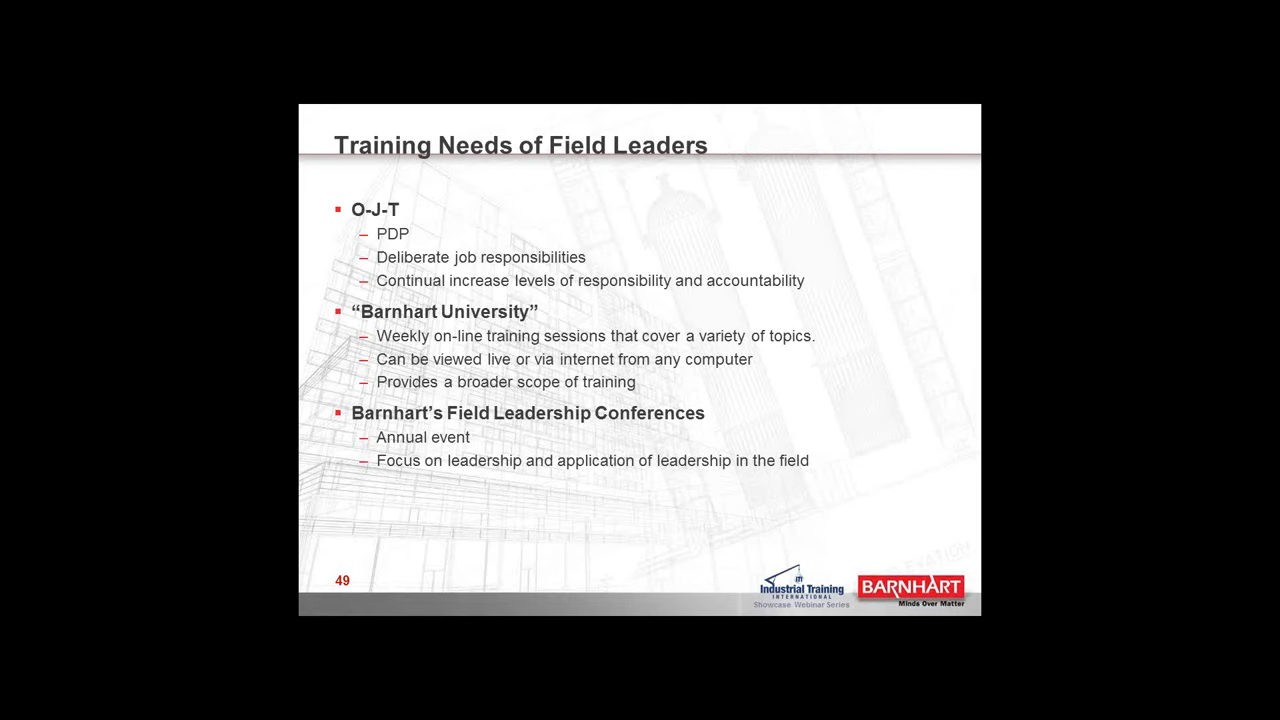 Training Needs of Field Leaders
O-J-T
– PDP
– Deliberate job responsibilities
– Continual increase levels of responsibility and accountability
“Barnhart University”
– Weekly on-line training sessions that cover a variety of topics.
– Can be viewed live or via internet from any computer
– Provides a broader scope of training
Barnhart’s Field Leadership Conferences
– Annual event
– Focus on leadership and application of leadership in the field
49
Industrial Training
INTERNATIONAL
Showcase Webinar Series
BARNHART
Minds Over Matter